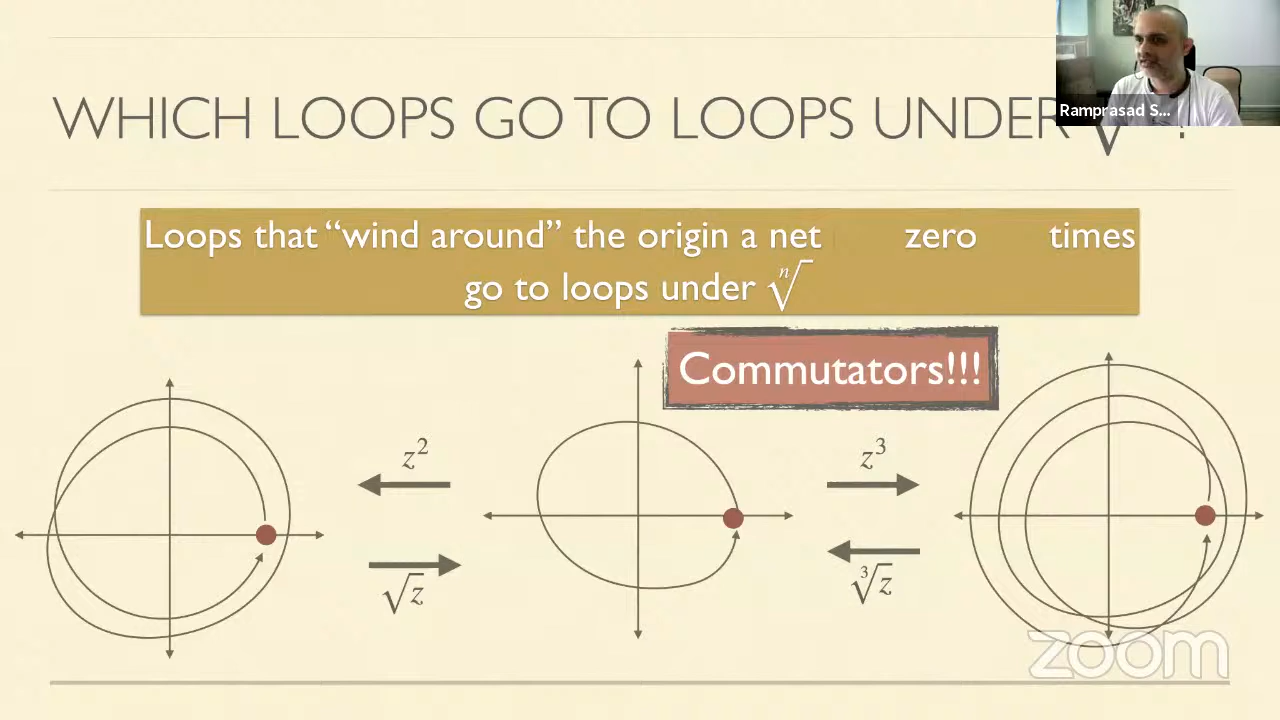 WHICH LOOPS GO TO LOOPS UNDER √ ?
Ramprasad S...
Loops that “wind around” the origin a net zero times
go to loops under ⁿ√
Commutators!!!
z²
z³
√z
³√z
zoom